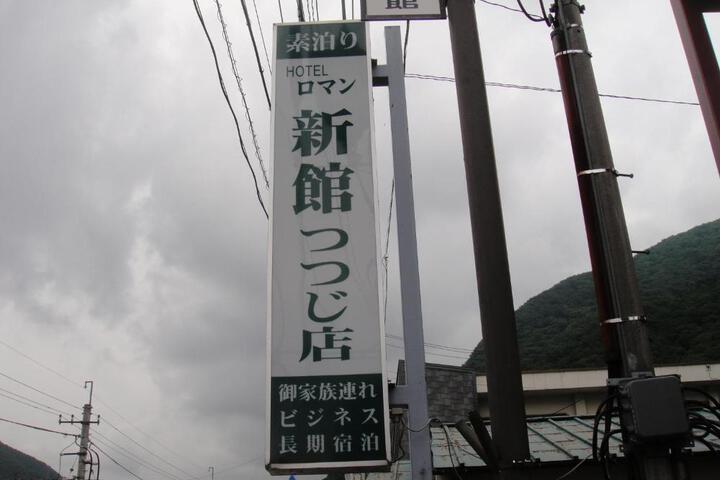 館
素泊り
HOTEL
ロマン
新館つつじ店
御家族連れ
ビジネス
長期宿泊